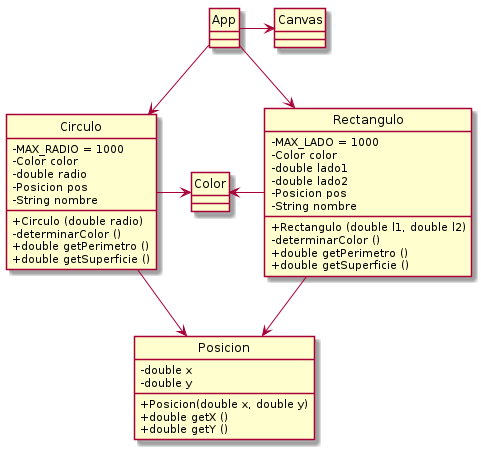 App
Canvas
Circulo
-MAX_RADIO = 1000
-Color color
-double radio
-Posicion pos
-String nombre
+Circulo (double radio)
-determinarColor ()
+double getPerimetro ()
+double getSuperficie ()
Color
Rectangulo
-MAX_LADO = 1000
-Color color
-double lado1
-double lado2
-Posicion pos
-String nombre
+Rectangulo (double l1, double l2)
-determinarColor ()
+double getPerimetro ()
+double getSuperficie ()
Posicion
-double x
-double y
+Posicion(double x, double y)
+double getX ()
+double getY ()